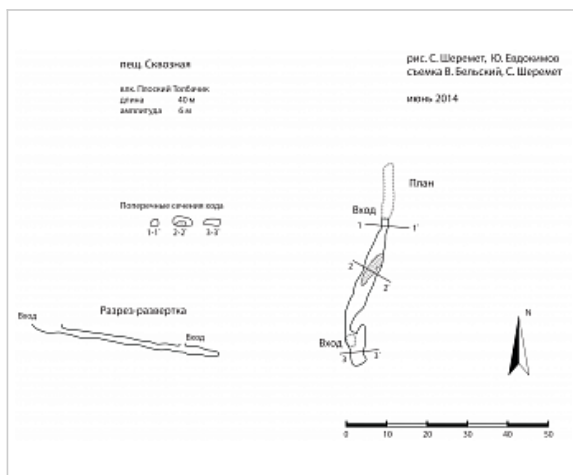 пещ. Сквозная
влк. Плоский Толбачик
длина 40 м
амплитуда 6 м
рис. С. Шеремет, Ю. Евдокимов
съемка В. Бельский, С. Шеремет
июнь 2014
План
Вход
1 1'
2' 2'
Вход
3 3'
Поперечные сечения хода
1-1' 2-2' 3-3'
Разрез-развертка
Вход
Вход
N
0 10 20 30 40 50